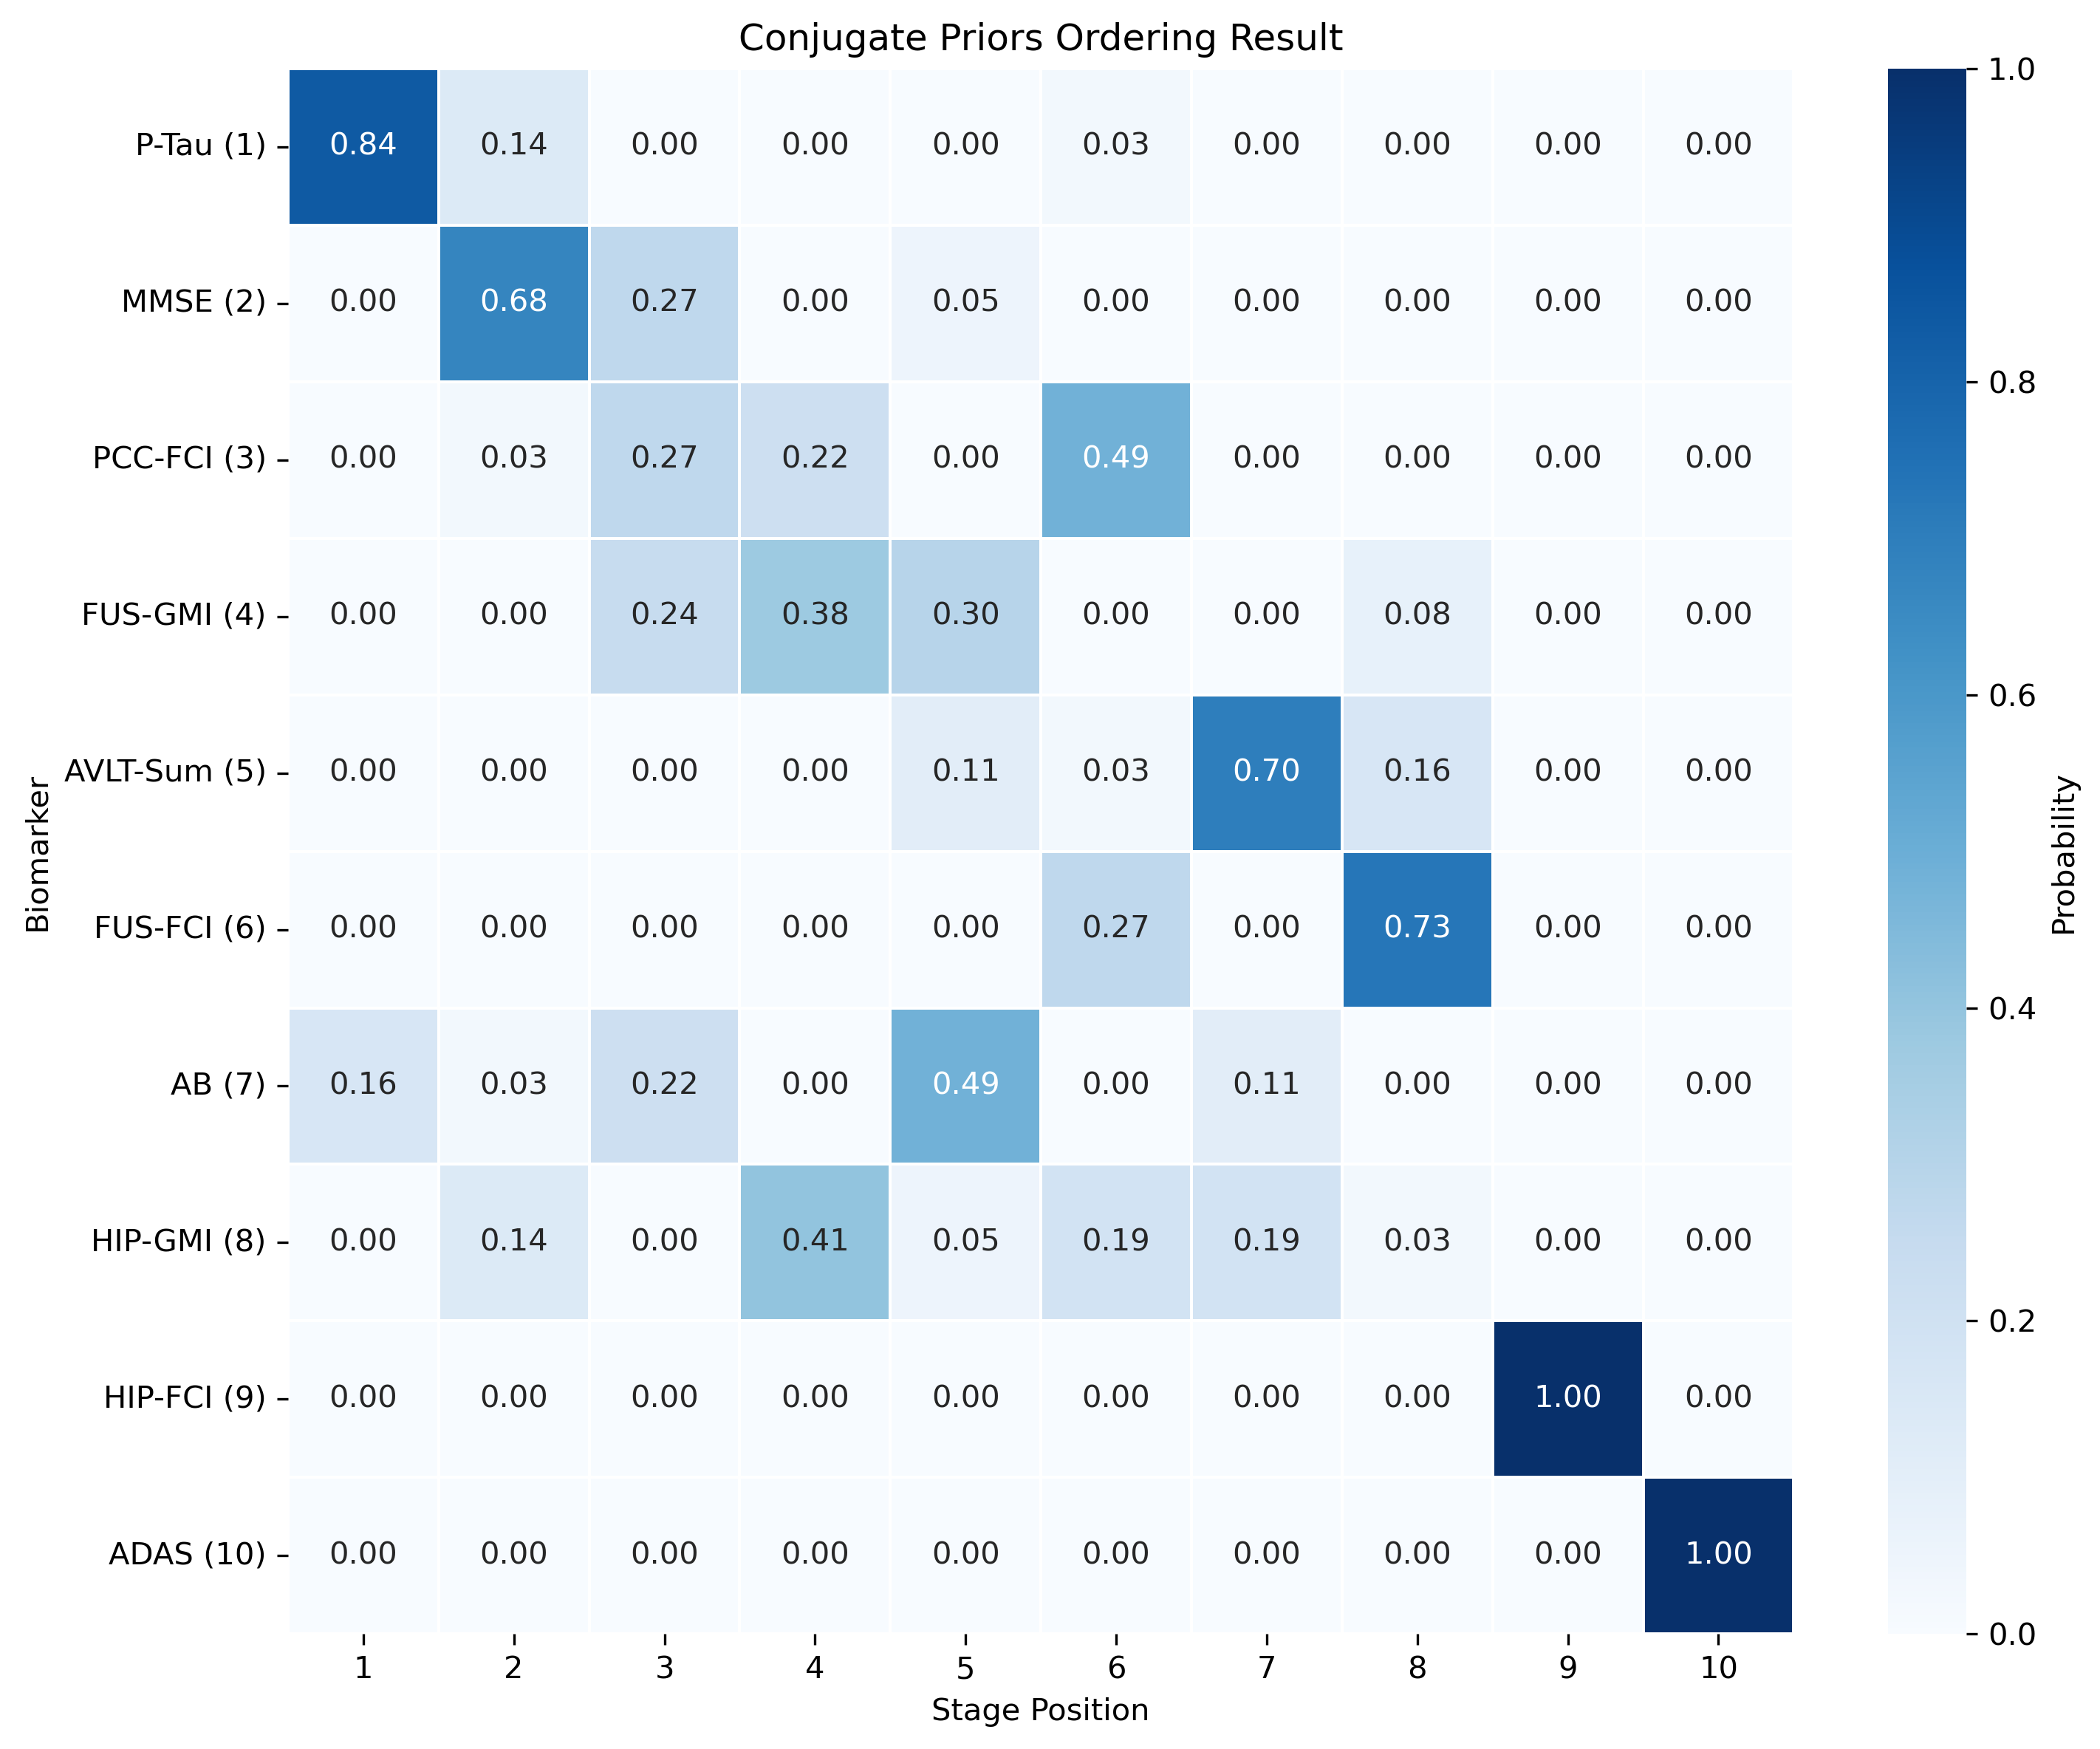 Conjugate Priors Ordering Result
P-Tau (1) 0.84 0.14 0.00 0.00 0.00 0.03 0.00 0.00 0.00 0.00
MMSE (2) 0.00 0.68 0.27 0.00 0.05 0.00 0.00 0.00 0.00 0.00
PCC-FCI (3) 0.00 0.03 0.27 0.22 0.00 0.49 0.00 0.00 0.00 0.00
FUS-GMI (4) 0.00 0.00 0.24 0.38 0.30 0.00 0.00 0.08 0.00 0.00
AVLT-Sum (5) 0.00 0.00 0.00 0.00 0.11 0.03 0.70 0.16 0.00 0.00
FUS-FCI (6) 0.00 0.00 0.00 0.00 0.00 0.27 0.00 0.73 0.00 0.00
AB (7) 0.16 0.03 0.22 0.00 0.49 0.00 0.11 0.00 0.00 0.00
HIP-GMI (8) 0.00 0.14 0.00 0.41 0.05 0.19 0.19 0.03 0.00 0.00
HIP-FCI (9) 0.00 0.00 0.00 0.00 0.00 0.00 0.00 0.00 1.00 0.00
ADAS (10) 0.00 0.00 0.00 0.00 0.00 0.00 0.00 0.00 0.00 1.00
1 2 3 4 5 6 7 8 9 10
Stage Position
Biomarker
1.0
0.8
0.6
0.4
0.2
0.0
Probability